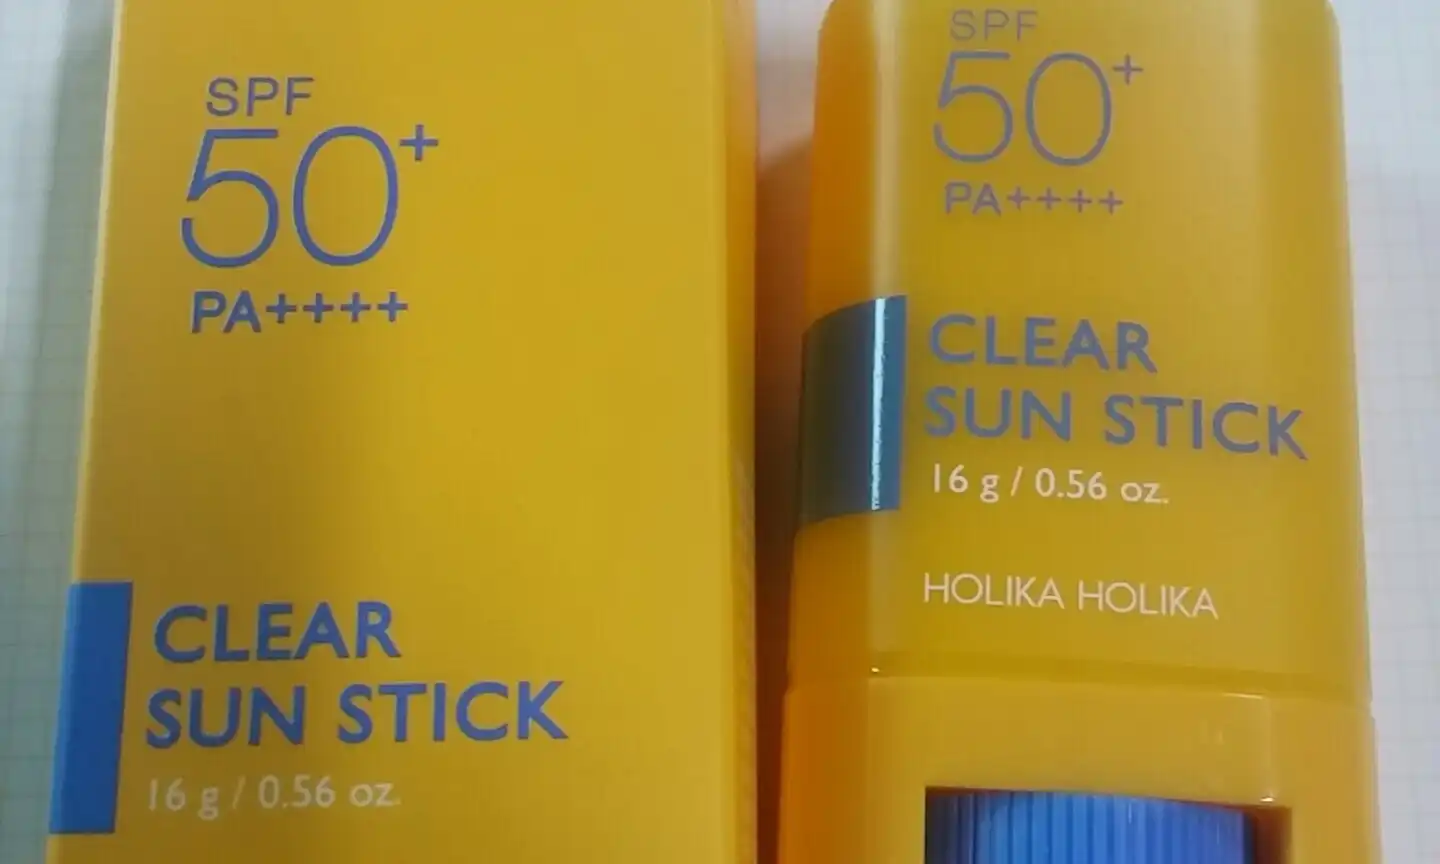 SPF
50+
PA++++
CLEAR
SUN STICK
16 g / 0.56 oz.
SPF
50+
PA++++
CLEAR
SUN STICK
16 g / 0.56 oz.
HOLIKA HOLIKA